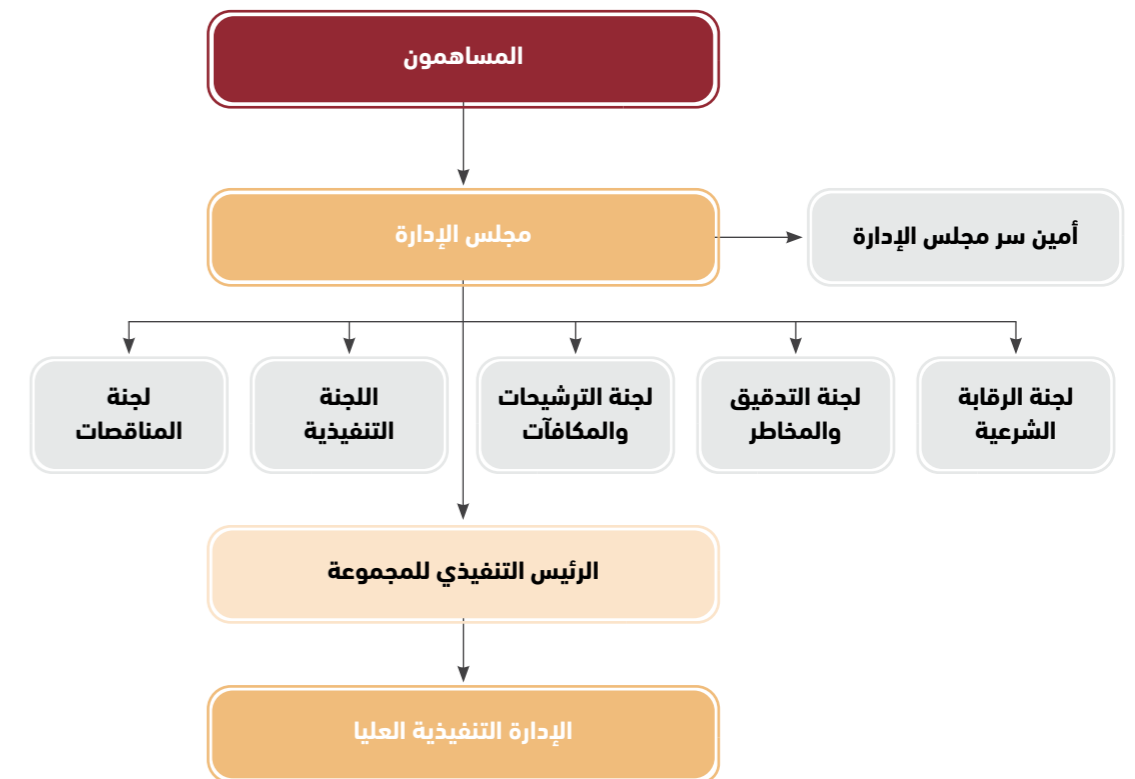 المساهمون
مجلس الإدارة
أمين سر مجلس الإدارة
لجنة الرقابة
الشرعية
لجنة التدقيق
والمخاطر
لجنة الترشيحات
والمكافآت
اللجنة
التنفيذية
لجنة
المناقصات
الرئيس التنفيذي للمجموعة
الإدارة التنفيذية العليا